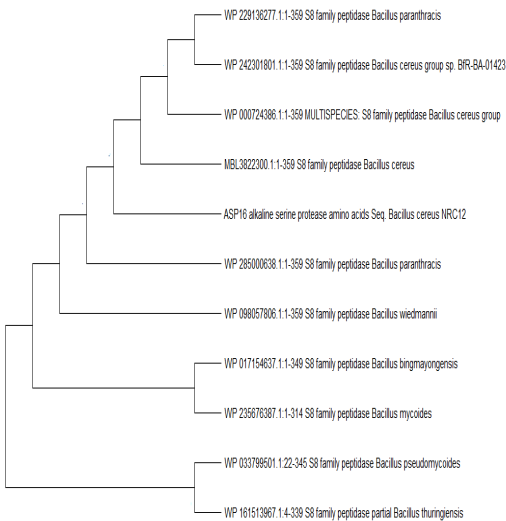 WP 229136277.1:1-359 S8 family peptidase Bacillus paranthracis
WP 242301801.1:1-359 S8 family peptidase Bacillus cereus group sp. BfR-BA-01423
WP 000724386.1:1-359 MULTISPECIES: S8 family peptidase Bacillus cereus group
MBL3822300.1:1-359 S8 family peptidase Bacillus cereus
ASP16 alkaline serine protease amino acids Seq. Bacillus cereus NRC12
WP 285000638.1:1-359 S8 family peptidase Bacillus paranthracis
WP 098057806.1:1-359 S8 family peptidase Bacillus wiedmannii
WP 017154637.1:1-349 S8 family peptidase Bacillus bingmayongensis
WP 235676387.1:1-314 S8 family peptidase Bacillus mycoides
WP 033799501.1:22-345 S8 family peptidase Bacillus pseudomycoides
WP 161513967.1:4-339 S8 family peptidase partial Bacillus thuringiensis